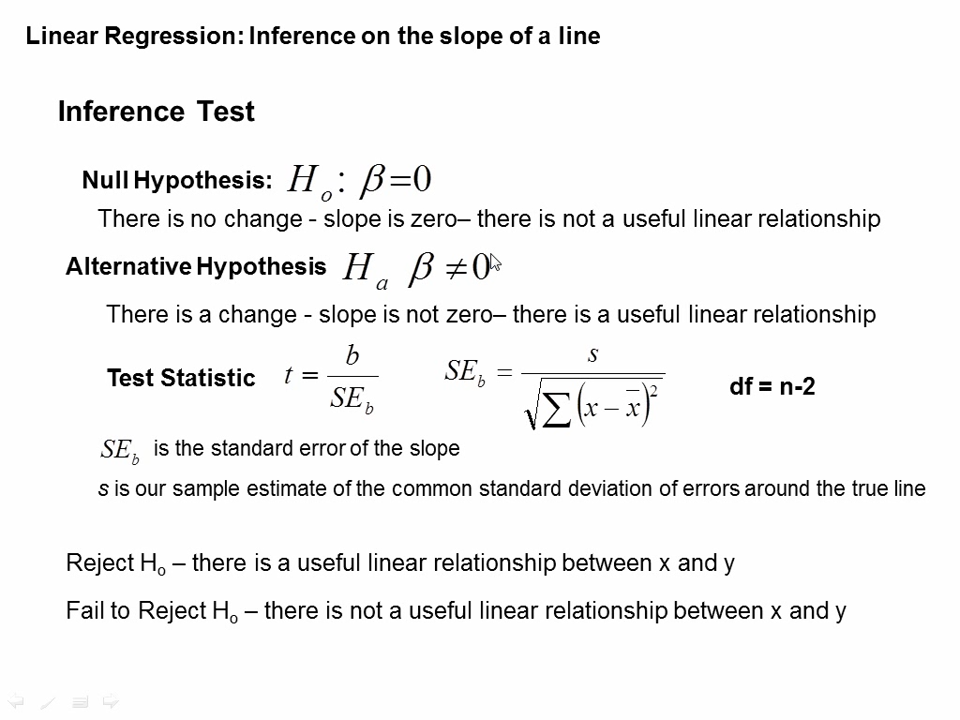 Linear Regression: Inference on the slope of a line
Inference Test
Null Hypothesis: H_o: β=0
There is no change - slope is zero– there is not a useful linear relationship
Alternative Hypothesis H_a β ≠ 0
There is a change - slope is not zero– there is a useful linear relationship
Test Statistic t = b / SE_b SE_b = s / √∑(x – x̄)² df = n-2
SE_b is the standard error of the slope
s is our sample estimate of the common standard deviation of errors around the true line
Reject H_o – there is a useful linear relationship between x and y
Fail to Reject H_o – there is not a useful linear relationship between x and y